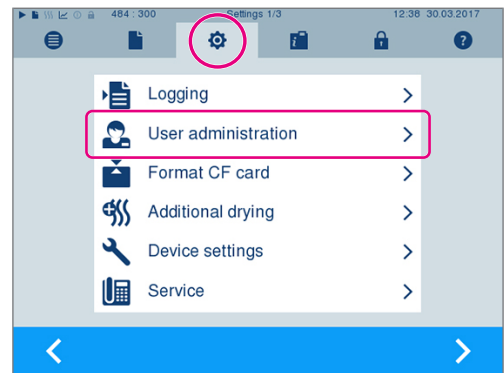 484 : 300 Settings 1/3 12:38 30.03.2017
Logging
User administration
Format CF card
Additional drying
Device settings
Service